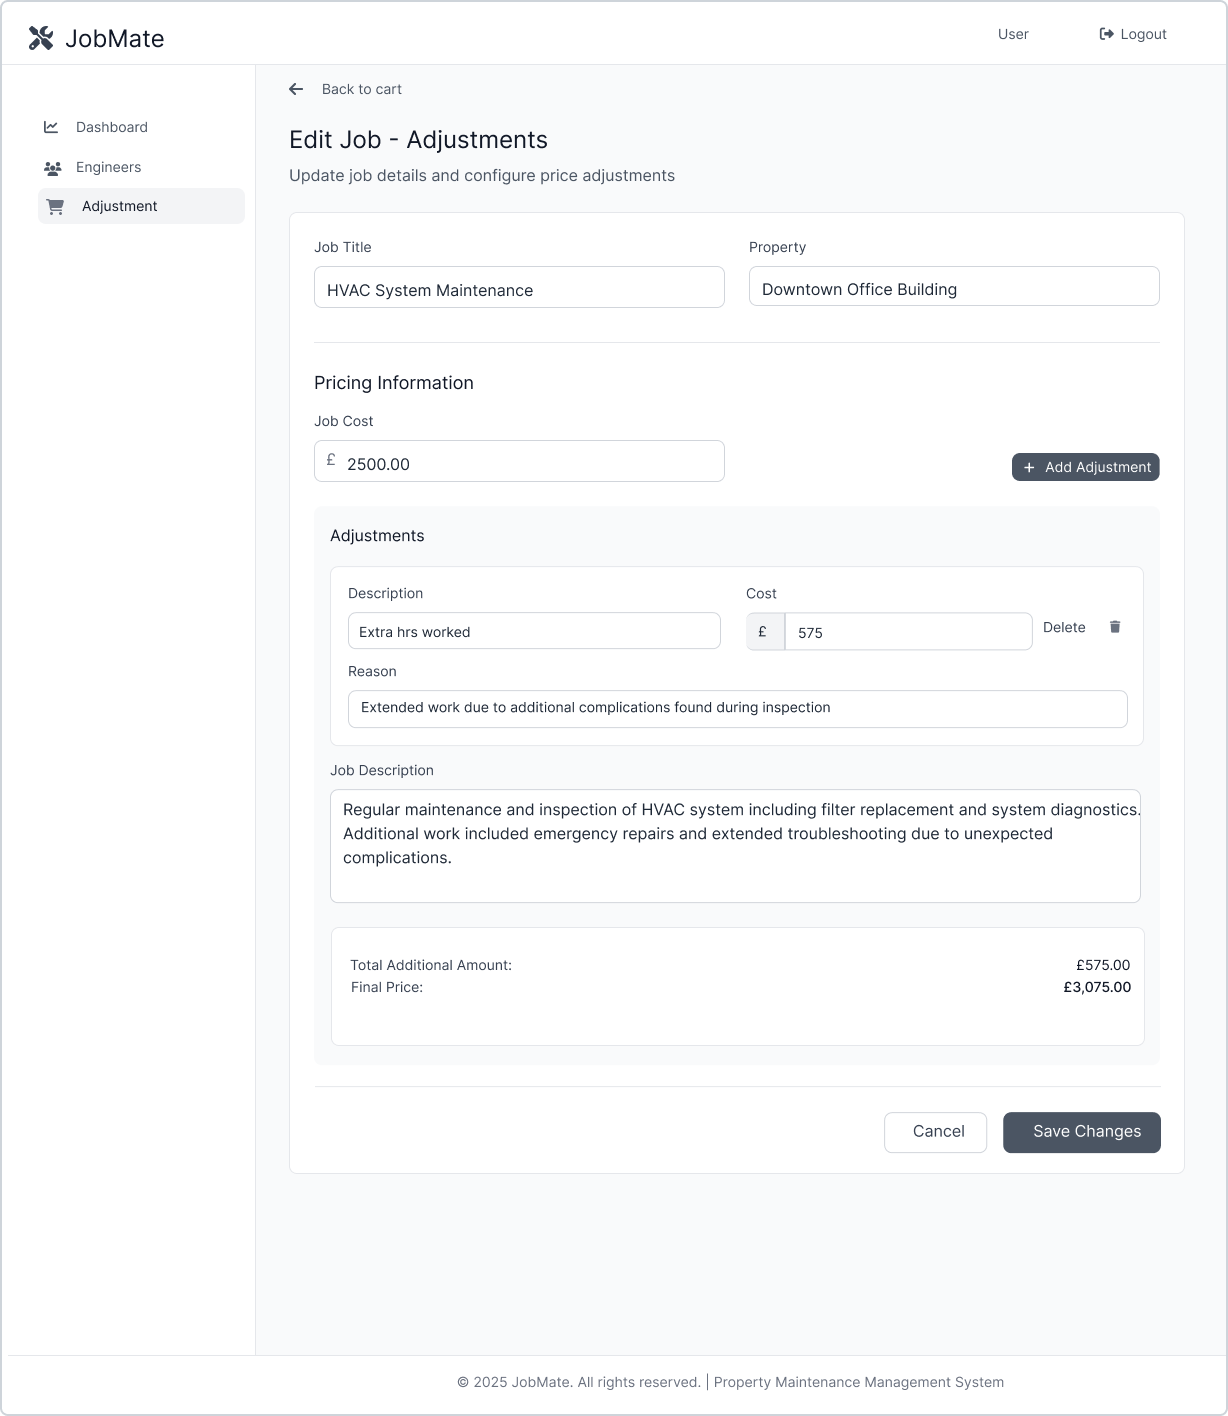 JobMate
User
Logout
Back to cart
Dashboard
Engineers
Adjustment
Edit Job - Adjustments
Update job details and configure price adjustments
Job Title
Property
HVAC System Maintenance
Downtown Office Building
Pricing Information
Job Cost
£ 2500.00
+ Add Adjustment
Adjustments
Description
Cost
Extra hrs worked
£ 575
Delete
Reason
Extended work due to additional complications found during inspection
Job Description
Regular maintenance and inspection of HVAC system including filter replacement and system diagnostics.
Additional work included emergency repairs and extended troubleshooting due to unexpected
complications.
Total Additional Amount: £575.00
Final Price: £3,075.00
Cancel
Save Changes
© 2025 JobMate. All rights reserved. | Property Maintenance Management System